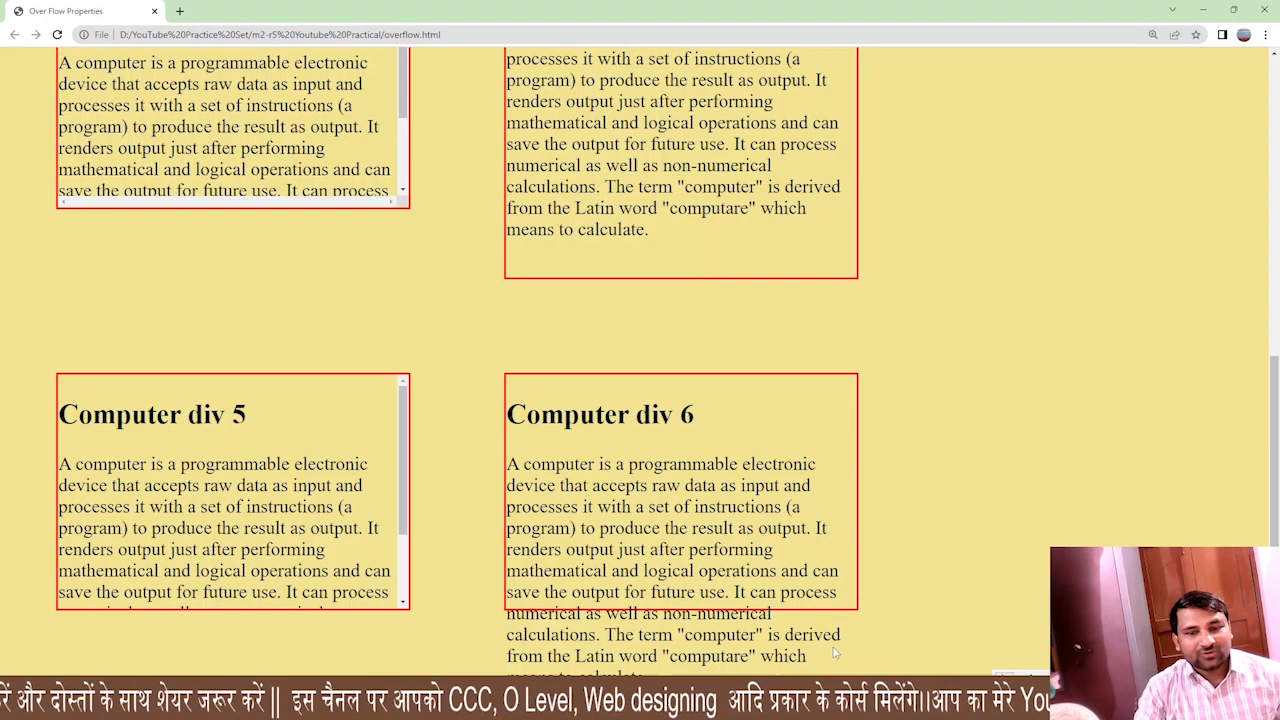 Over Flow Properties
File | D:/YouTube%20Practice%20Set/m2-r5%20Youtube%20Practical/overflow.html
A computer is a programmable electronic
device that accepts raw data as input and
processes it with a set of instructions (a
program) to produce the result as output. It
renders output just after performing
mathematical and logical operations and can
save the output for future use. It can process
processes it with a set of instructions (a
program) to produce the result as output. It
renders output just after performing
mathematical and logical operations and can
save the output for future use. It can process
numerical as well as non-numerical
calculations. The term "computer" is derived
from the Latin word "computare" which
means to calculate.
Computer div 5
A computer is a programmable electronic
device that accepts raw data as input and
processes it with a set of instructions (a
program) to produce the result as output. It
renders output just after performing
mathematical and logical operations and can
save the output for future use. It can process
Computer div 6
A computer is a programmable electronic
device that accepts raw data as input and
processes it with a set of instructions (a
program) to produce the result as output. It
renders output just after performing
mathematical and logical operations and can
save the output for future use. It can process
numerical as well as non-numerical
calculations. The term "computer" is derived
from the Latin word "computare" which
means to calculate.
रें और दोस्तों के साथ शेयर जरूर करें || इस चैनल पर आपको CCC, O Level, Web designing आदि प्रकार के कोर्स मिलेंगे।।आप का मेरे You